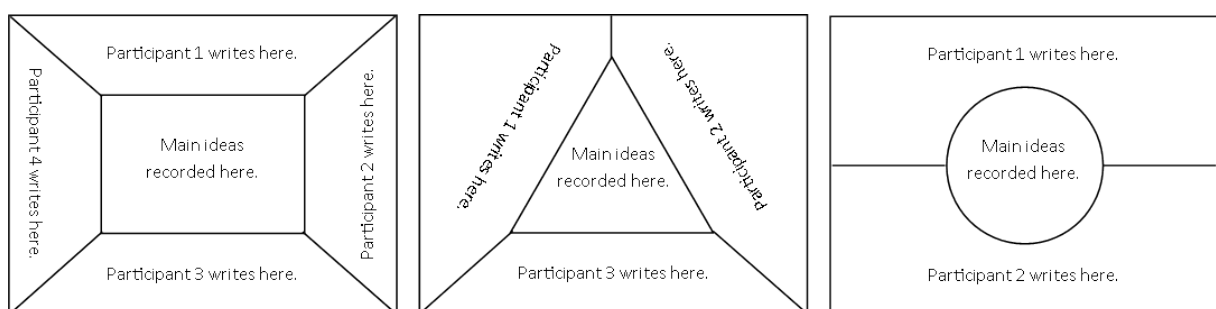 Participant 1 writes here.
Participant 4 writes here.
Main ideas
recorded here.
Participant 2 writes here.
Participant 3 writes here.
Participant 1 writes here.
Participant 2 writes here.
Main ideas
recorded here.
Participant 3 writes here.
Participant 1 writes here.
Main ideas
recorded here.
Participant 2 writes here.